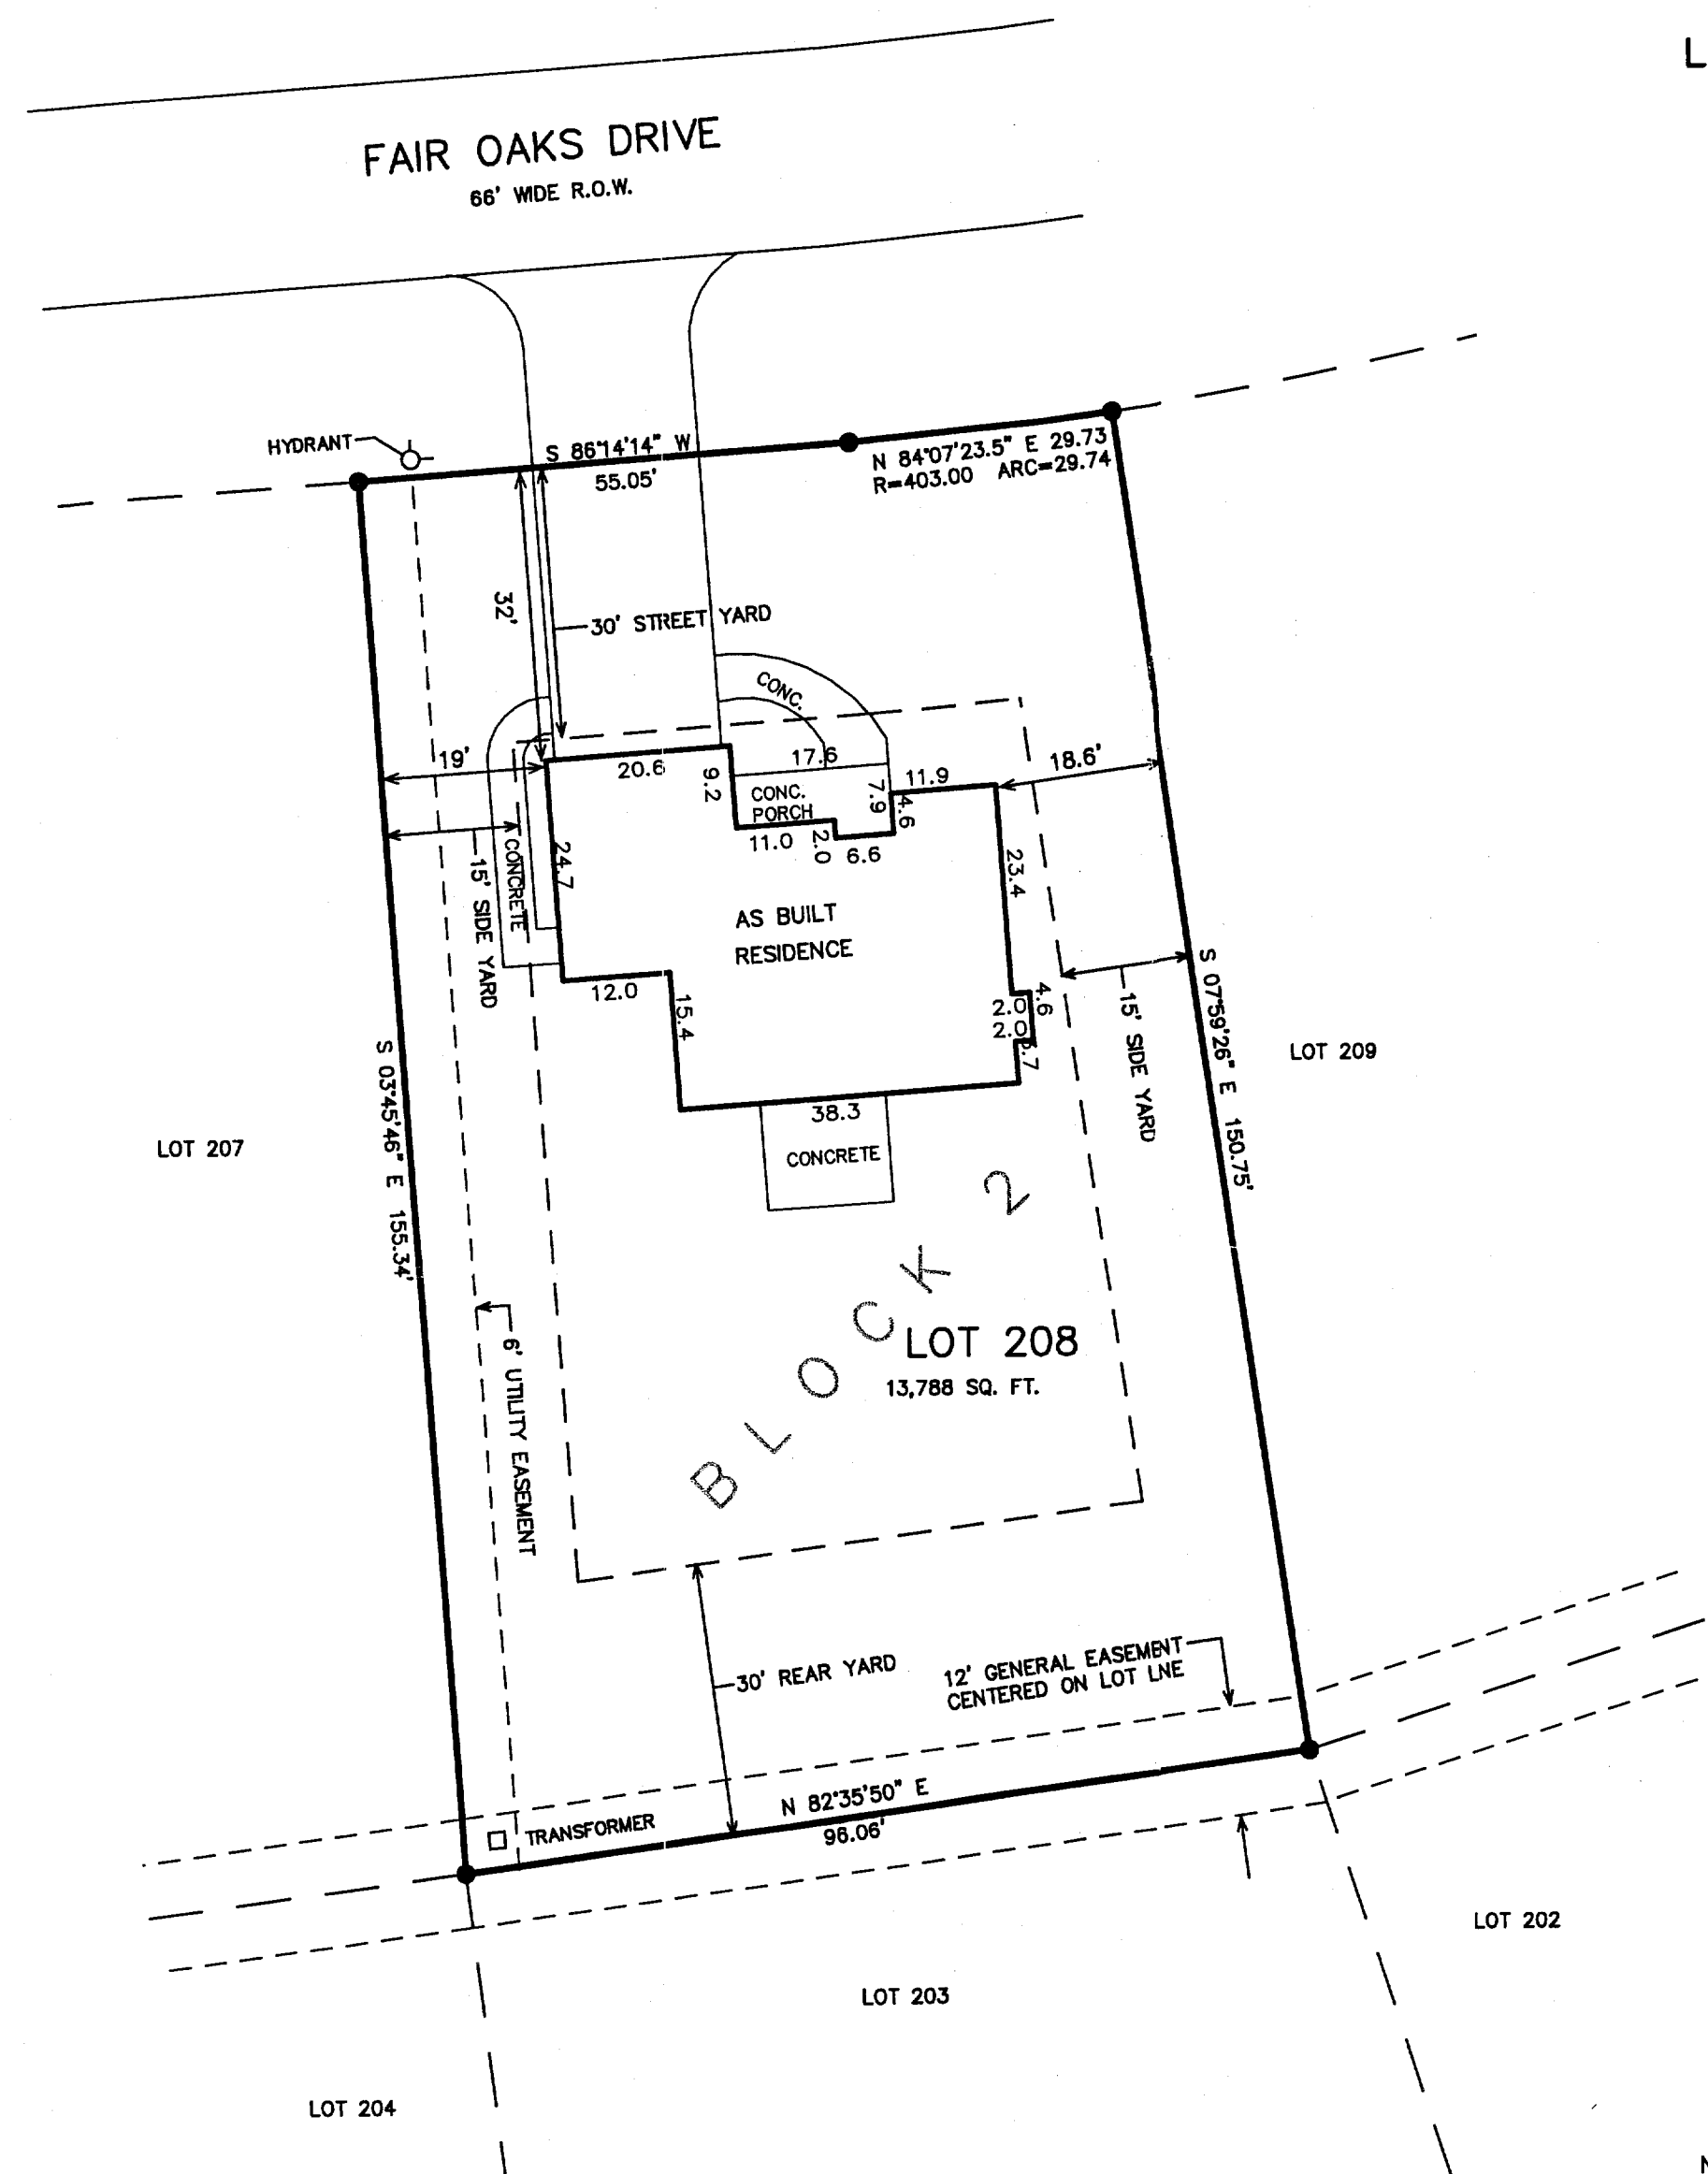 L
FAIR OAKS DRIVE
66' WIDE R.O.W.
HYDRANT
S 86°14'14" W
55.05'
N 84°07'23.5" E 29.73
R=403.00 ARC=29.74
32'
30' STREET YARD
CONC.
19'
20.6
9.2
17.6
CONC.
PORCH
7.9
4.6
11.9
18.6'
11.0
2.0
6.6
15' SIDE YARD
CONCRETE
24.7
23.4
AS BUILT
RESIDENCE
12.0
15.4
2.0
4.6
2.0
15' SIDE YARD
S 07°59'26" E 150.75'
LOT 209
S 03°45'46" E 155.34'
LOT 207
38.3
CONCRETE
BLOCK 2
LOT 208
13,788 SQ. FT.
6' UTILITY EASEMENT
30' REAR YARD
12' GENERAL EASEMENT
CENTERED ON LOT LNE
N 82°35'50" E
96.06'
TRANSFORMER
LOT 202
LOT 203
LOT 204